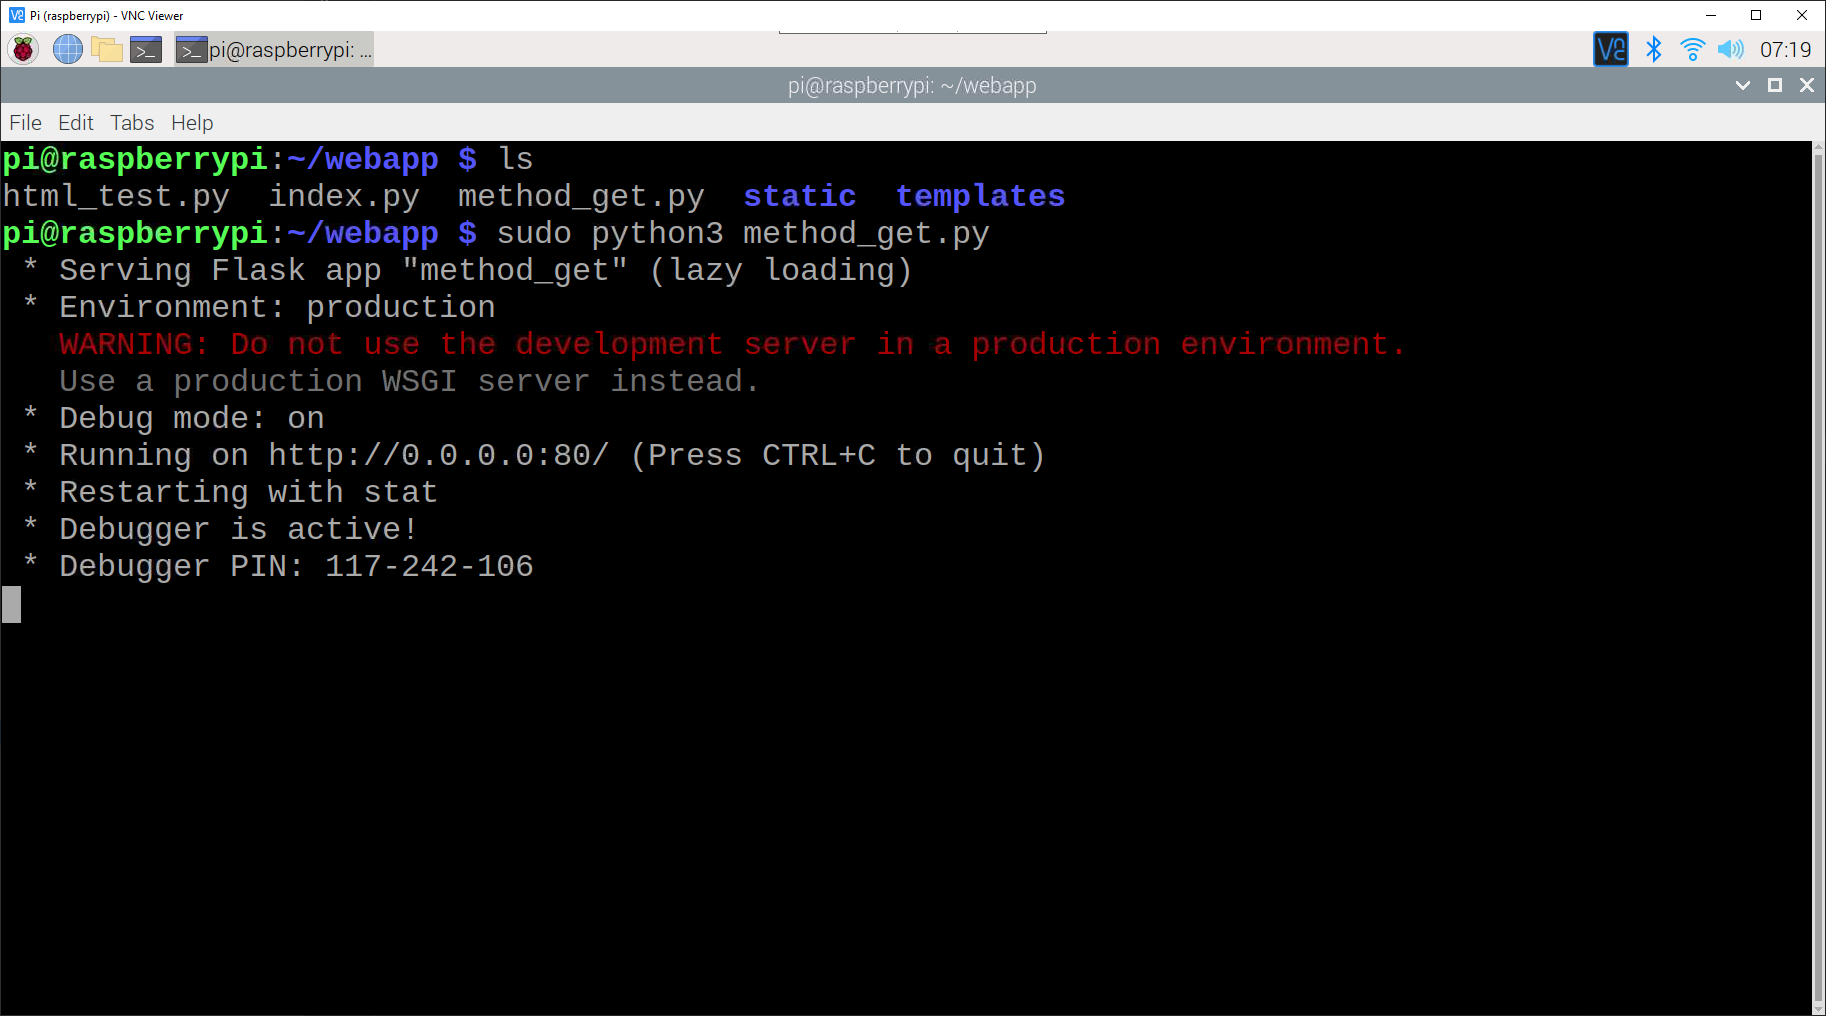 Pi (raspberrypi) - VNC Viewer
pi@raspberrypi: ...
07:19
pi@raspberrypi: ~/webapp
File Edit Tabs Help
pi@raspberrypi:~/webapp $ ls
html_test.py  index.py  method_get.py  static  templates
pi@raspberrypi:~/webapp $ sudo python3 method_get.py
 * Serving Flask app "method_get" (lazy loading)
 * Environment: production
   WARNING: Do not use the development server in a production environment.
   Use a production WSGI server instead.
 * Debug mode: on
 * Running on http://0.0.0.0:80/ (Press CTRL+C to quit)
 * Restarting with stat
 * Debugger is active!
 * Debugger PIN: 117-242-106